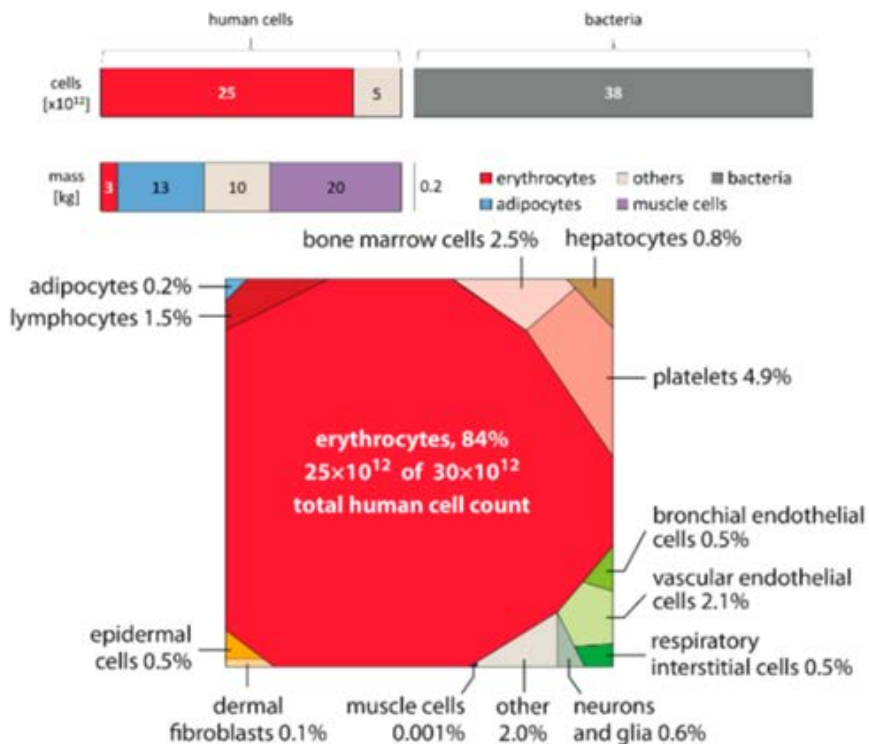 human cells
bacteria
cells
[x10¹²]
25
5
38
mass
[kg]
3
13
10
20
0.2
erythrocytes
others
bacteria
adipocytes
muscle cells
bone marrow cells 2.5%
hepatocytes 0.8%
adipocytes 0.2%
lymphocytes 1.5%
platelets 4.9%
erythrocytes, 84%
25×10¹² of 30×10¹²
total human cell count
bronchial endothelial
cells 0.5%
vascular endothelial
cells 2.1%
epidermal
cells 0.5%
respiratory
interstitial cells 0.5%
dermal
fibroblasts 0.1%
muscle cells
0.001%
other
2.0%
neurons
and glia 0.6%